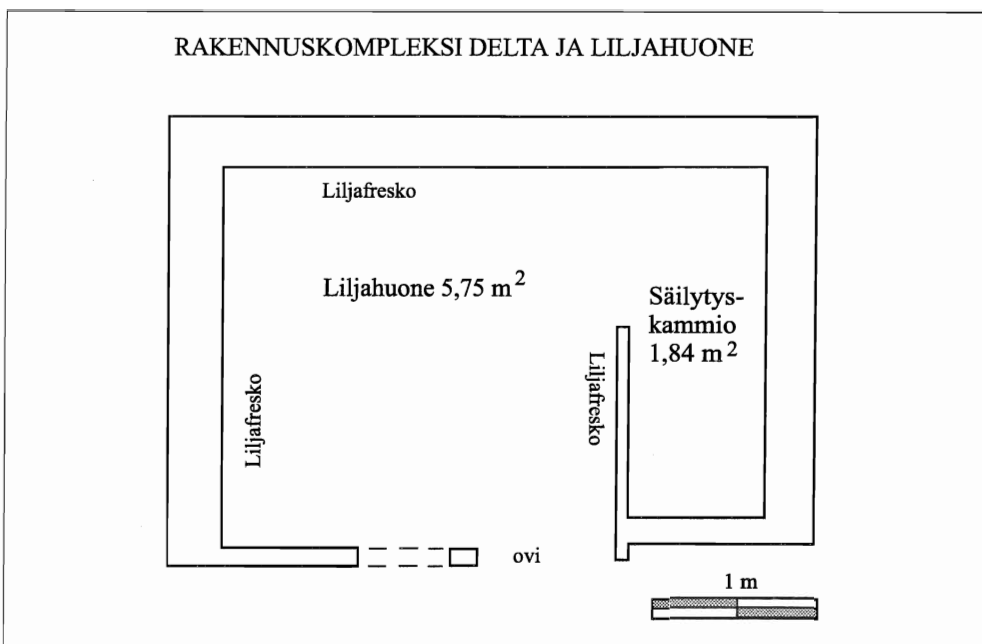 RAKENNUSKOMPLEKSI DELTA JA LILJAHUONE
Liljafresko
Liljahuone 5,75 m²
Säilytys-
kammio
1,84 m²
Liljafresko
Liljafresko
ovi
1 m